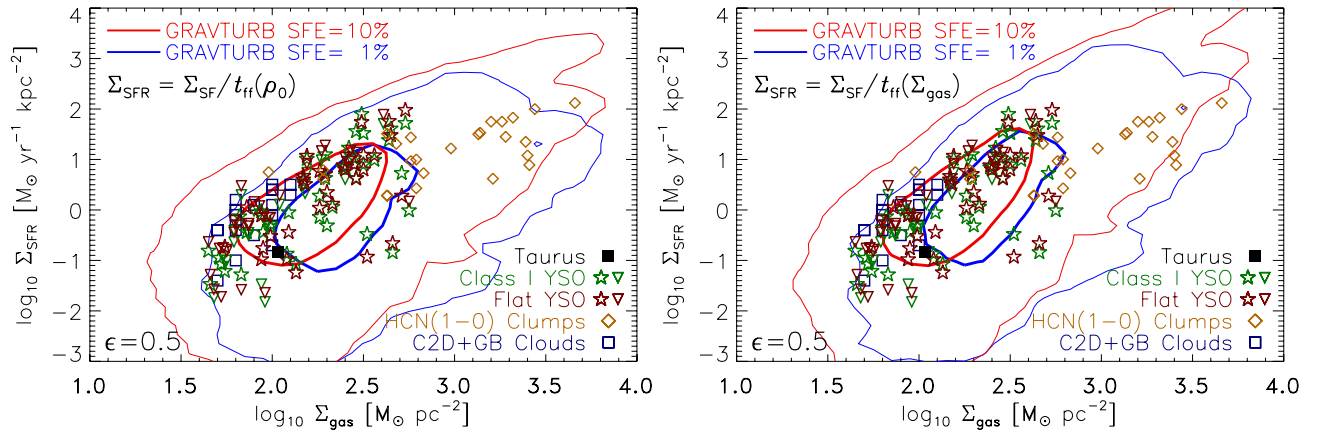 GRAVTURB SFE=10%
GRAVTURB SFE= 1%
Σ_SFR = Σ_SF/t_ff(ρ_0)
Taurus
Class I YSO
Flat YSO
HCN(1−0) Clumps
C2D+GB Clouds
ϵ=0.5
4
3
2
1
0
−1
−2
−3
1.0 1.5 2.0 2.5 3.0 3.5 4.0
log₁₀ Σ_SFR [M_⊙ yr⁻¹ kpc⁻²]
log₁₀ Σ_gas [M_⊙ pc⁻²]
GRAVTURB SFE=10%
GRAVTURB SFE= 1%
Σ_SFR = Σ_SF/t_ff(Σ_gas)
Taurus
Class I YSO
Flat YSO
HCN(1−0) Clumps
C2D+GB Clouds
ϵ=0.5
4
3
2
1
0
−1
−2
−3
1.0 1.5 2.0 2.5 3.0 3.5 4.0
log₁₀ Σ_SFR [M_⊙ yr⁻¹ kpc⁻²]
log₁₀ Σ_gas [M_⊙ pc⁻²]